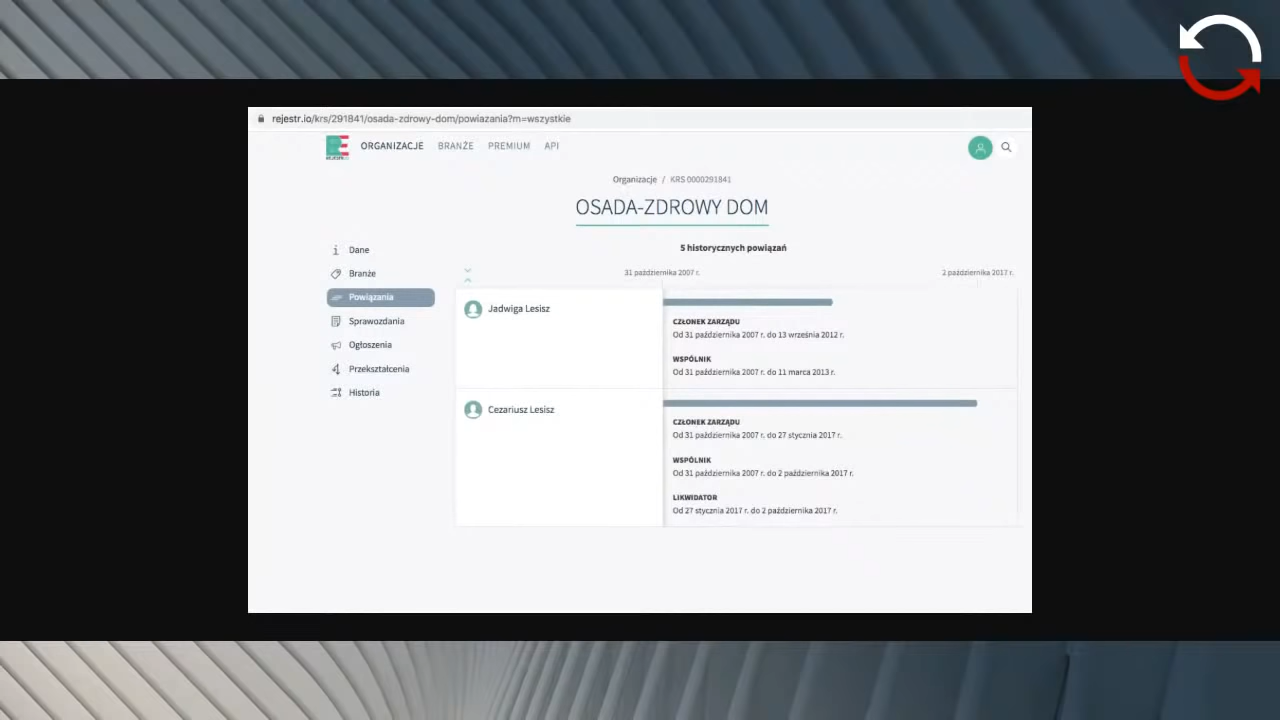 rejestr.io/krs/291841/osada-zdrowy-dom/powiazania?m=wszystkie
ORGANIZACJE BRANŻE PREMIUM API
Organizacje / KRS 0000291841
OSADA-ZDROWY DOM
5 historycznych powiązań
31 października 2007 r. 2 października 2017 r.
Dane
Branże
Powiązania
Sprawozdania
Ogłoszenia
Przekształcenia
Historia
Jadwiga Lesisz
CZŁONEK ZARZĄDU
Od 31 października 2007 r. do 13 września 2012 r.
WSPÓLNIK
Od 31 października 2007 r. do 11 marca 2013 r.
Cezariusz Lesisz
CZŁONEK ZARZĄDU
Od 31 października 2007 r. do 27 stycznia 2017 r.
WSPÓLNIK
Od 31 października 2007 r. do 2 października 2017 r.
LIKWIDATOR
Od 27 stycznia 2017 r. do 2 października 2017 r.